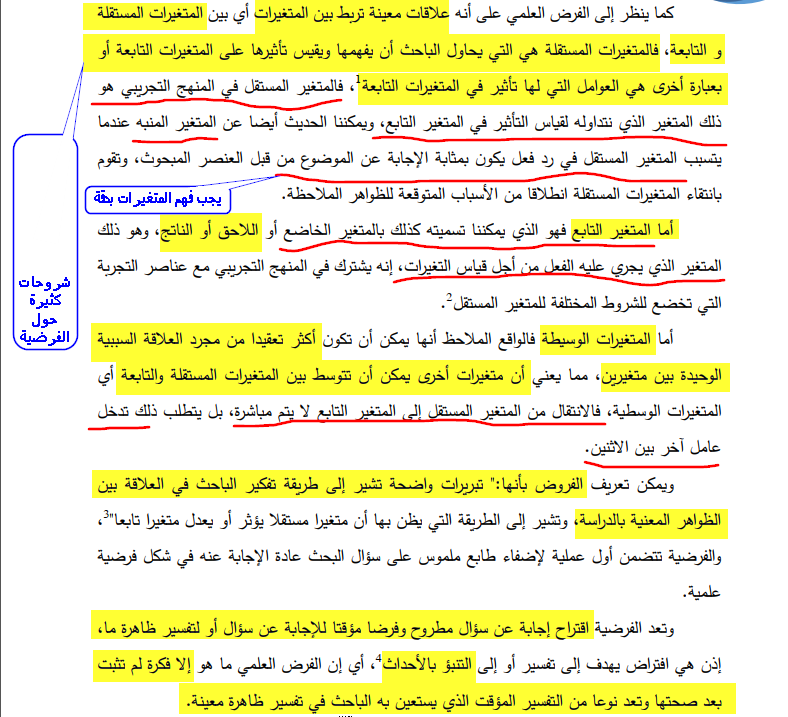 كما ينظر إلى الفرض العلمي على أنه علاقات معينة تربط بين المتغيرات أي بين المتغيرات المستقلة
و التابعة، فالمتغيرات المستقلة هي التي يحاول الباحث أن يفهمها ويقيس تأثيرها على المتغيرات التابعة أو
بعبارة أخرى هي العوامل التي لها تأثير في المتغيرات التابعة1، فالمتغير المستقل في المنهج التجريبي هو
ذلك المتغير الذي نتداوله لقياس التأثير في المتغير التابع، ويمكننا الحديث أيضا عن المتغير المنبه عندما
يتسبب المتغير المستقل في رد فعل يكون بمثابة الإجابة عن الموضوع من قبل العنصر المبحوث، وتقوم
بانتقاء المتغيرات المستقلة انطلاقا من الأسباب المتوقعة للظواهر الملاحظة.
يجب فهم المتغيرات بدقة
أما المتغير التابع فهو الذي يمكننا تسميته كذلك بالمتغير الخاضع أو اللاحق أو الناتج، وهو ذلك
المتغير الذي يجري عليه الفعل من أجل قياس التغيرات، إنه يشترك في المنهج التجريبي مع عناصر التجربة
التي تخضع للشروط المختلفة للمتغير المستقل2.
شروحات
كثيرة
حول
الفرضية
أما المتغيرات الوسيطة فالواقع الملاحظ أنها يمكن أن تكون أكثر تعقيدا من مجرد العلاقة السببية
الوحيدة بين متغيرين، مما يعني أن متغيرات أخرى يمكن أن تتوسط بين المتغيرات المستقلة والتابعة أي
المتغيرات الوسطية، فالانتقال من المتغير المستقل إلى المتغير التابع لا يتم مباشرة، بل يتطلب ذلك تدخل
عامل آخر بين الاثنين.
ويمكن تعريف الفروض بأنها:" تبريرات واضحة تشير إلى طريقة تفكير الباحث في العلاقة بين
الظواهر المعنية بالدراسة، وتشير إلى الطريقة التي يظن بها أن متغيرا مستقلا يؤثر أو يعدل متغيرا تابعا"3،
والفرضية تتضمن أول عملية لإضفاء طابع ملموس على سؤال البحث عادة الإجابة عنه في شكل فرضية
علمية.
وتعد الفرضية اقتراح إجابة عن سؤال مطروح وفرضا مؤقتا للإجابة عن سؤال أو لتفسير ظاهرة ما،
إذن هي افتراض يهدف إلى تفسير أو إلى التنبؤ بالأحداث4، أي إن الفرض العلمي ما هو إلا فكرة لم تثبت
بعد صحتها وتعد نوعا من التفسير المؤقت الذي يستعين به الباحث في تفسير ظاهرة معينة.